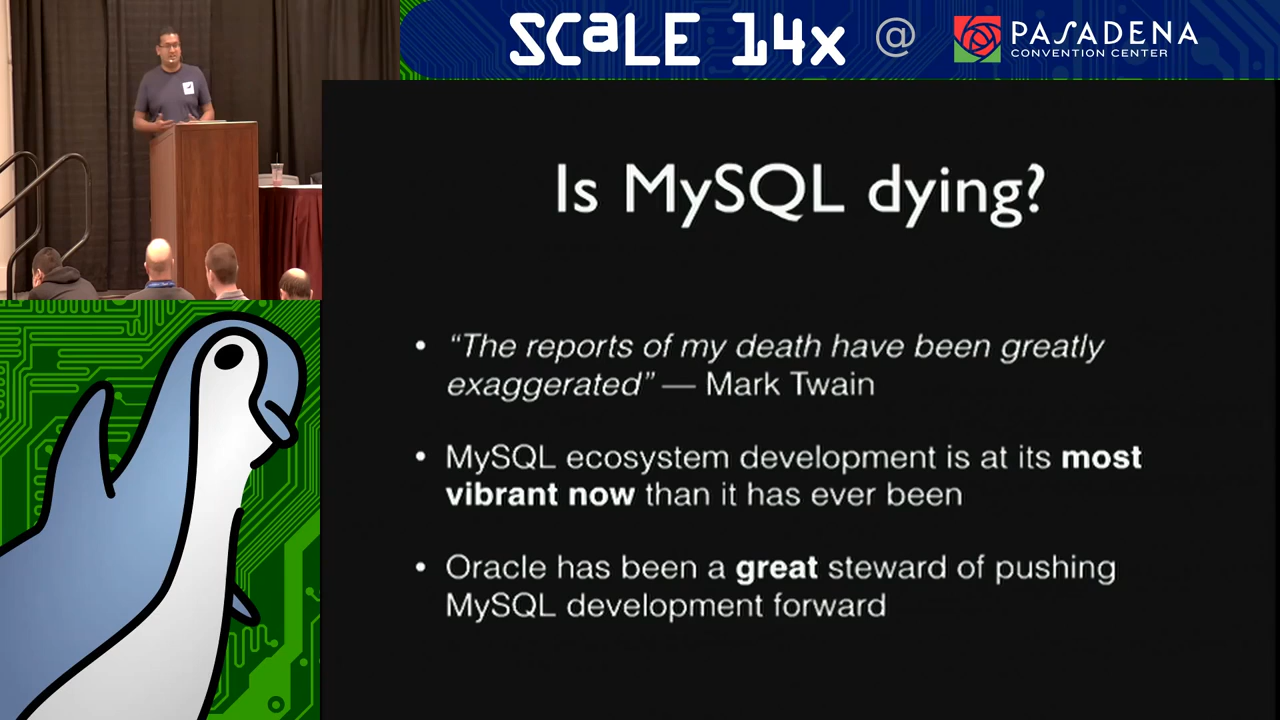 SCaLE 14x @ PASADENA
CONVENTION CENTER
Is MySQL dying?
• “The reports of my death have been greatly
exaggerated” — Mark Twain
• MySQL ecosystem development is at its most
vibrant now than it has ever been
• Oracle has been a great steward of pushing
MySQL development forward